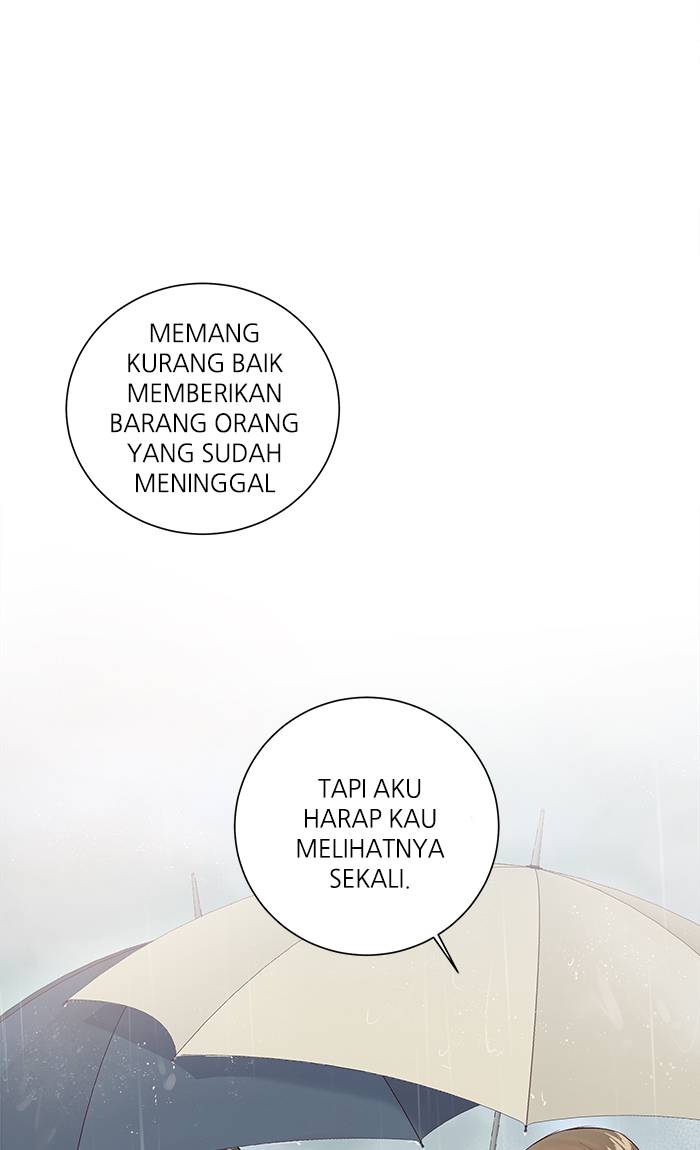 MEMANG
KURANG BAIK
MEMBERIKAN
BARANG ORANG
YANG SUDAH
MENINGGAL
TAPI AKU
HARAP KAU
MELIHATNYA
SEKALI.